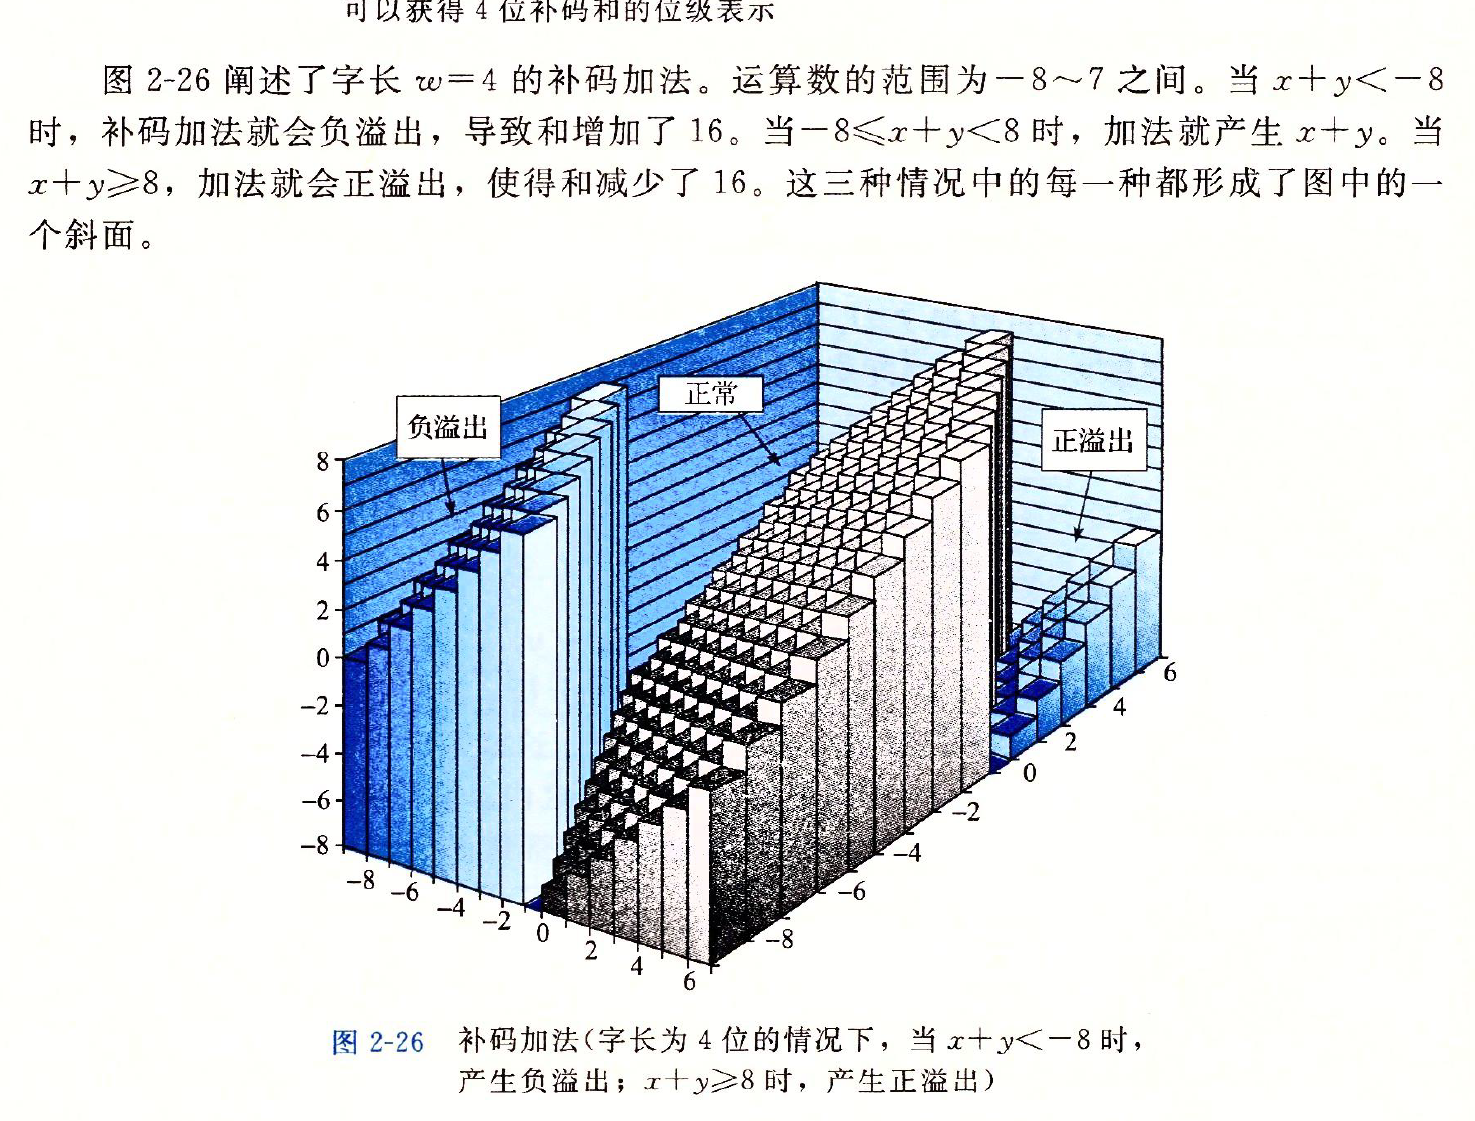 可以获得 4 位补码和的位级表示
图 2-26 阐述了字长 w=4 的补码加法。运算数的范围为-8~7 之间。当 x+y<-8
时，补码加法就会负溢出，导致和增加了 16。当-8≤x+y<8 时，加法就产生 x+y。当
x+y≥8，加法就会正溢出，使得和减少了 16。这三种情况中的每一种都形成了图中的一
个斜面。
正常
负溢出
正溢出
8
6
4
2
0
-2
-4
-6
-8
-8
-6
-4
-2
0
2
4
6
-8
-6
-4
-2
0
2
4
6
图 2-26 补码加法(字长为 4 位的情况下，当 x+y<-8 时，
产生负溢出；x+y≥8 时，产生正溢出)